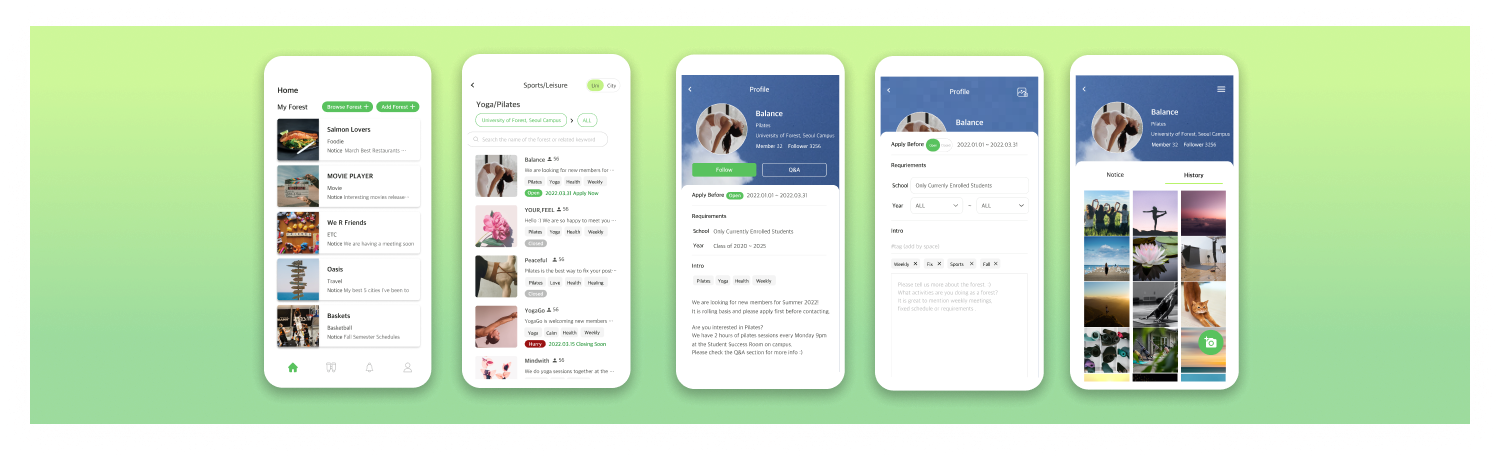 Home
My Forest
Browse Forest +
Add Forest +
Salmon Lovers
Foodie
Notice March Best Restaurants ···
MOVIE PLAYER
Movie
Notice Interesting movies release···
We R Friends
ETC
Notice We are having a meeting soon
Oasis
Travel
Notice My best 5 cities I've been to
Baskets
Basketball
Notice Fall Semester Schedules
Sports/Leisure
Uni
City
Yoga/Pilates
University of Forest, Seoul Campus
ALL
Search the name of the forest or related keyword
Balance 56
We are looking for new members for ···
Pilates Yoga Health Weekly
Open 2022.03.31 Apply Now
YOUR,FEEL 56
Hello :) We are so happy to meet you ···
Pilates Yoga Health Weekly
Closed
Peaceful 56
Pilates is the best way to fix your pos···
Pilates Love Health Healing
Closed
YogaGo 56
YogaGo is welcoming new members ···
Yoga Calm Health Weekly
Hurry 2022.03.15 Closing Soon
Mindwith 56
We do yoga sessions together at the ···
Profile
Balance
Pilates
University of Forest, Seoul Campus
Member 32 Follower 3256
Follow
Q&A
Apply Before Open 2022.01.01 ~ 2022.03.31
Requirements
School Only Currently Enrolled Students
Year Class of 2020 ~ 2025
Intro
Pilates Yoga Health Weekly
We are looking for new members for Summer 2022!
It is rolling basis and please apply first before contacting.
Are you interested in Pilates?
We have 2 hours of pilates sessions every Monday 9pm
at the Student Success Room on campus.
Please check the Q&A section for more info :)
Profile
Balance
Apply Before Open 2022.01.01 ~ 2022.03.31
Requirements
School Only Currently Enrolled Students
Year ALL ~ ALL
Intro
#tag (add by space)
Weekly × Fix × Sports × Fall ×
Please tell us more about the forest :)
What activities are you doing as a forest?
It is great to mention weekly meetings,
fixed schedule or requirements.
Balance
Pilates
University of Forest, Seoul Campus
Member 32 Follower 3256
Notice
History